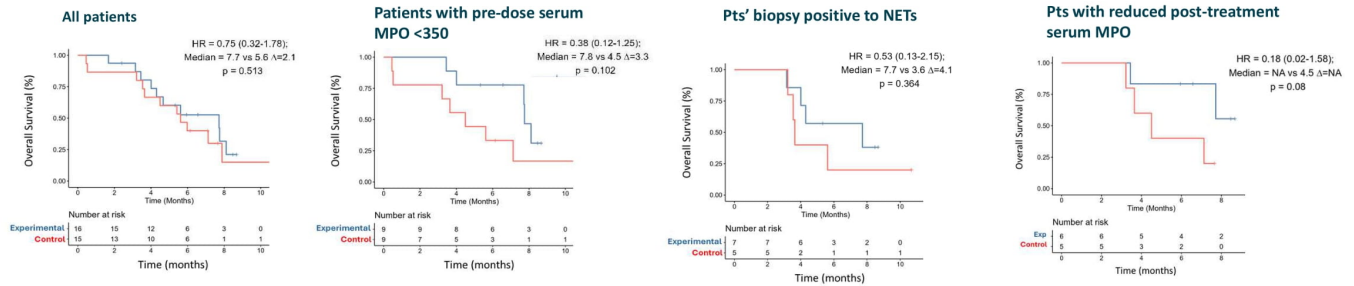 All patients
HR = 0.75 (0.32-1.78);
Median = 7.7 vs 5.6 Δ=2.1
p = 0.513
1.00
0.75
0.50
0.25
0.00
Overall Survival (%)
0 2 4 6 8 10
Time (Months)
Number at risk
Experimental 16 15 12 6 3 0
Control 15 13 10 6 1 1
0 2 4 6 8 10
Time (months)
Patients with pre-dose serum
MPO <350
HR = 0.38 (0.12-1.25);
Median = 7.8 vs 4.5 Δ=3.3
p = 0.102
1.00
0.75
0.50
0.25
0.00
Overall Survival (%)
0 2 4 6 8 10
Time (Months)
Number at risk
Experimental 9 9 8 6 3 0
Control 9 7 5 3 1 1
0 2 4 6 8 10
Time (months)
Pts' biopsy positive to NETs
HR = 0.53 (0.13-2.15);
Median = 7.7 vs 3.6 Δ=4.1
p = 0.364
1.00
0.75
0.50
0.25
0.00
Overall Survival (%)
0 2 4 6 8 10
Time (Months)
Number at risk
Experimental 7 7 6 3 2 0
Control 5 5 2 1 1 1
0 2 4 6 8 10
Time (months)
Pts with reduced post-treatment
serum MPO
HR = 0.18 (0.02-1.58);
Median = NA vs 4.5 Δ=NA
p = 0.08
1.00
0.75
0.50
0.25
0.00
Overall Survival (%)
0 2 4 6 8
Time (Months)
Number at risk
Exp 6 6 5 4 2
Control 5 5 3 2 0
0 2 4 6 8
Time (months)